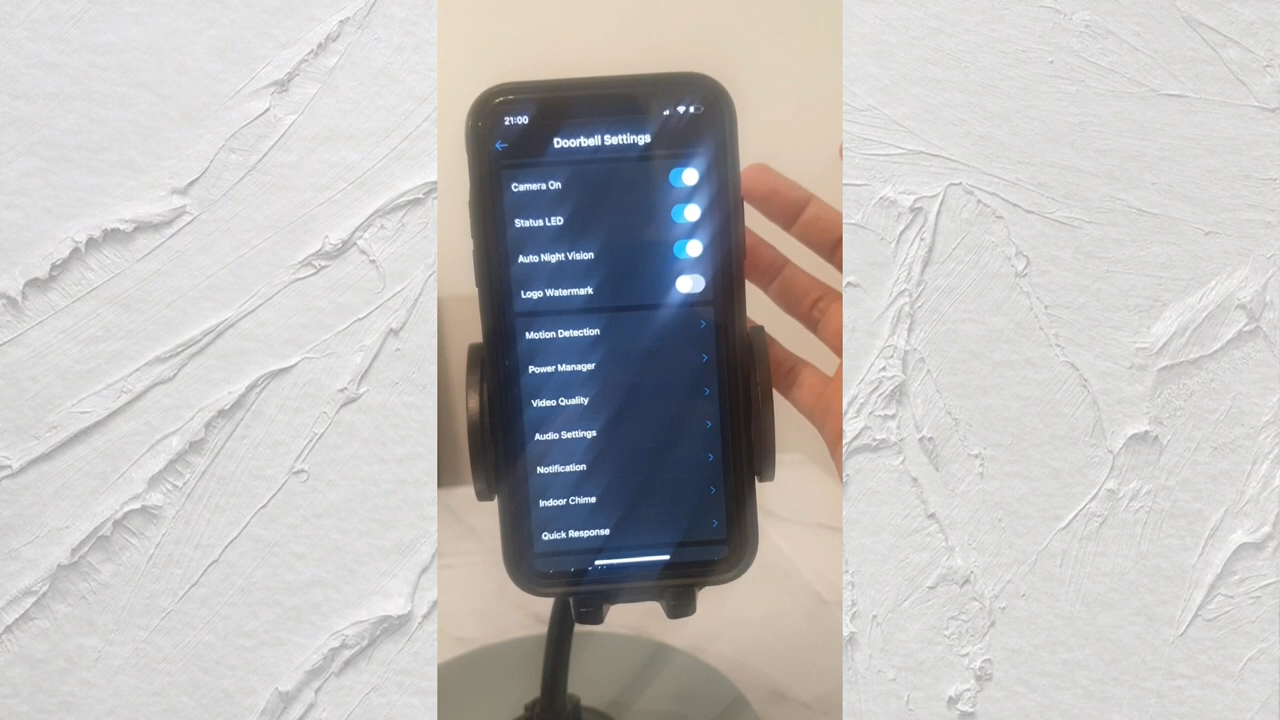 21:00
Doorbell Settings
Camera On
Status LED
Auto Night Vision
Logo Watermark
Motion Detection
Power Manager
Video Quality
Audio Settings
Notification
Indoor Chime
Quick Response